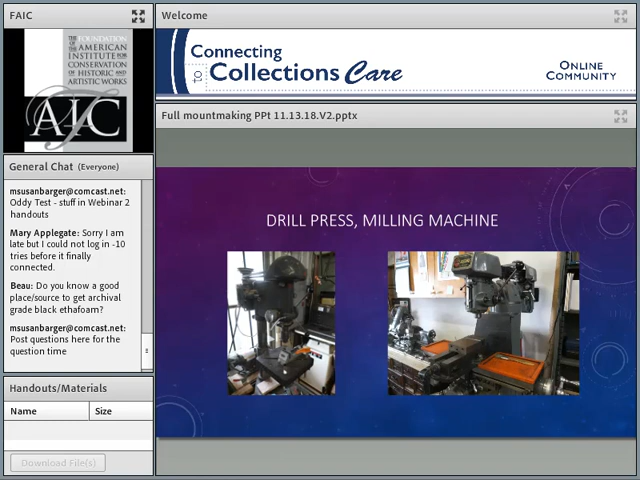 FAIC
THE FOUNDATION
OF THE AMERICAN
INSTITUTE FOR
CONSERVATION
OF HISTORIC AND
ARTISTIC WORKS
AIC
General Chat (Everyone)
msusanbarger@comcast.net:
Oddy Test - stuff in Webinar 2
handouts
Mary Applegate: Sorry I am
late but I could not log in -10
tries before it finally
connected.
Beau: Do you know a good
place/source to get archival
grade black ethafoam?
msusanbarger@comcast.net:
Post questions here for the
question time
Handouts/Materials
Name Size
Download File(s)
Welcome
Connecting
to Collections Care
ONLINE
COMMUNITY
Full mountmaking PPt 11.13.18.V2.pptx
DRILL PRESS, MILLING MACHINE